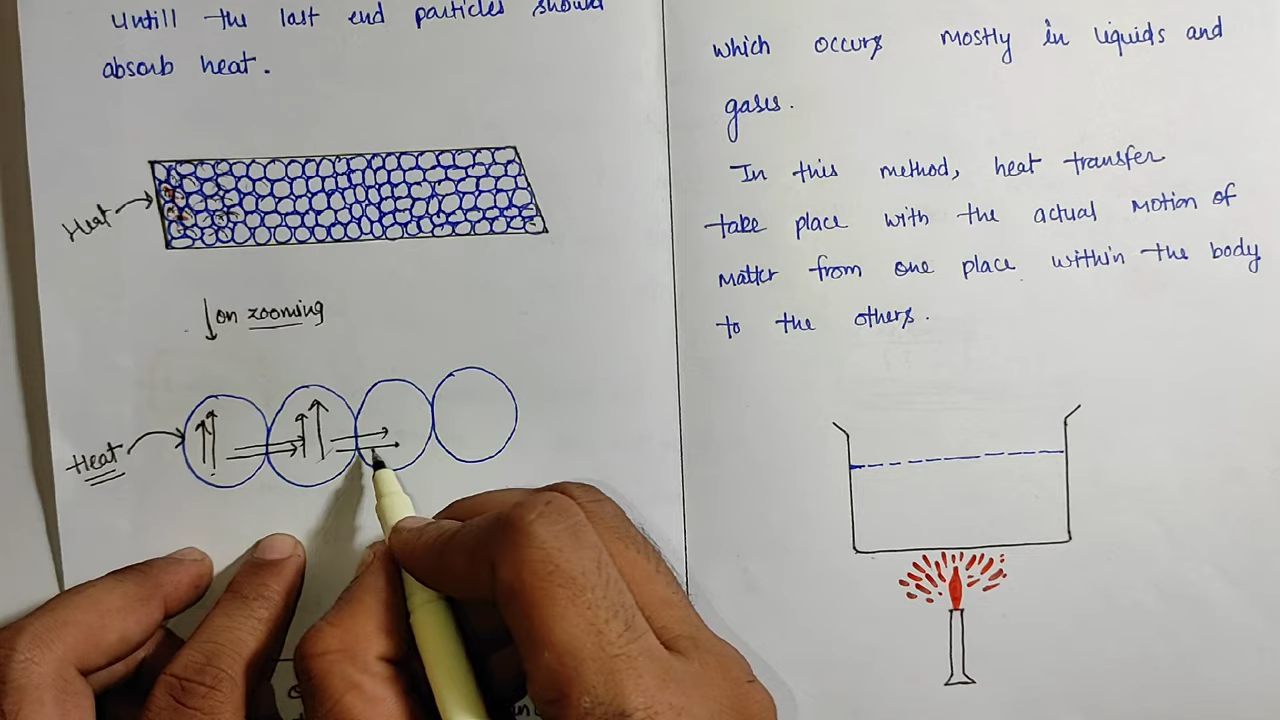 Untill the last end particles should
absorb heat.
Heat
on zooming
Heat
which occurs mostly in liquids and
gases.
In this method, heat transfer
take place with the actual motion of
matter from one place within the body
to the others.